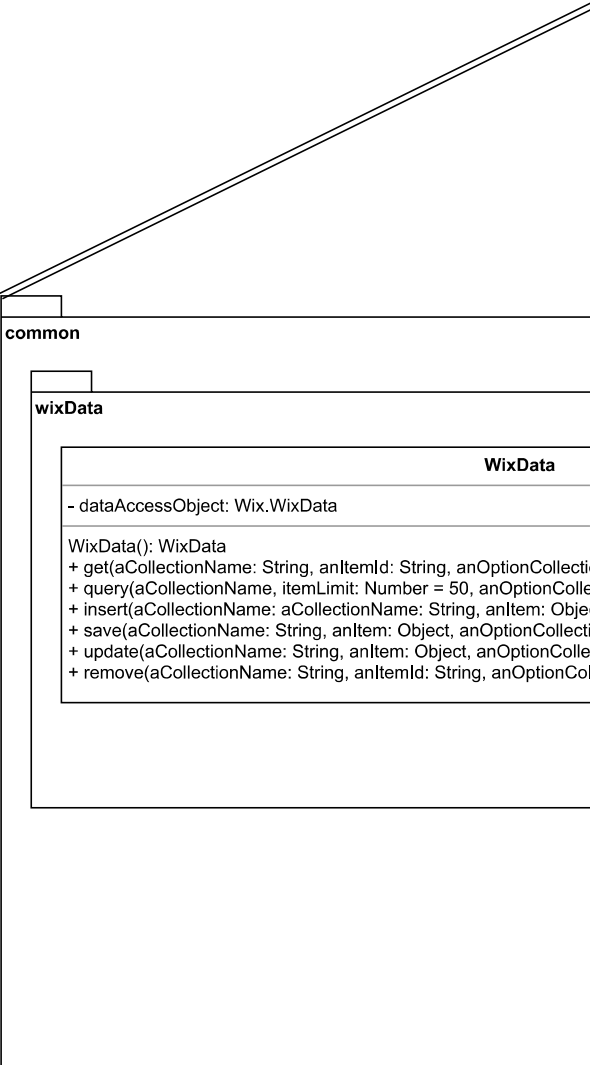 common
wixData
WixData
- dataAccessObject: Wix.WixData
WixData(): WixData
+ get(aCollectionName: String, anItemId: String, anOptionCollecti
+ query(aCollectionName, itemLimit: Number = 50, anOptionColle
+ insert(aCollectionName: aCollectionName: String, anItem: Obje
+ save(aCollectionName: String, anItem: Object, anOptionCollecti
+ update(aCollectionName: String, anItem: Object, anOptionColle
+ remove(aCollectionName: String, anItemId: String, anOptionCol